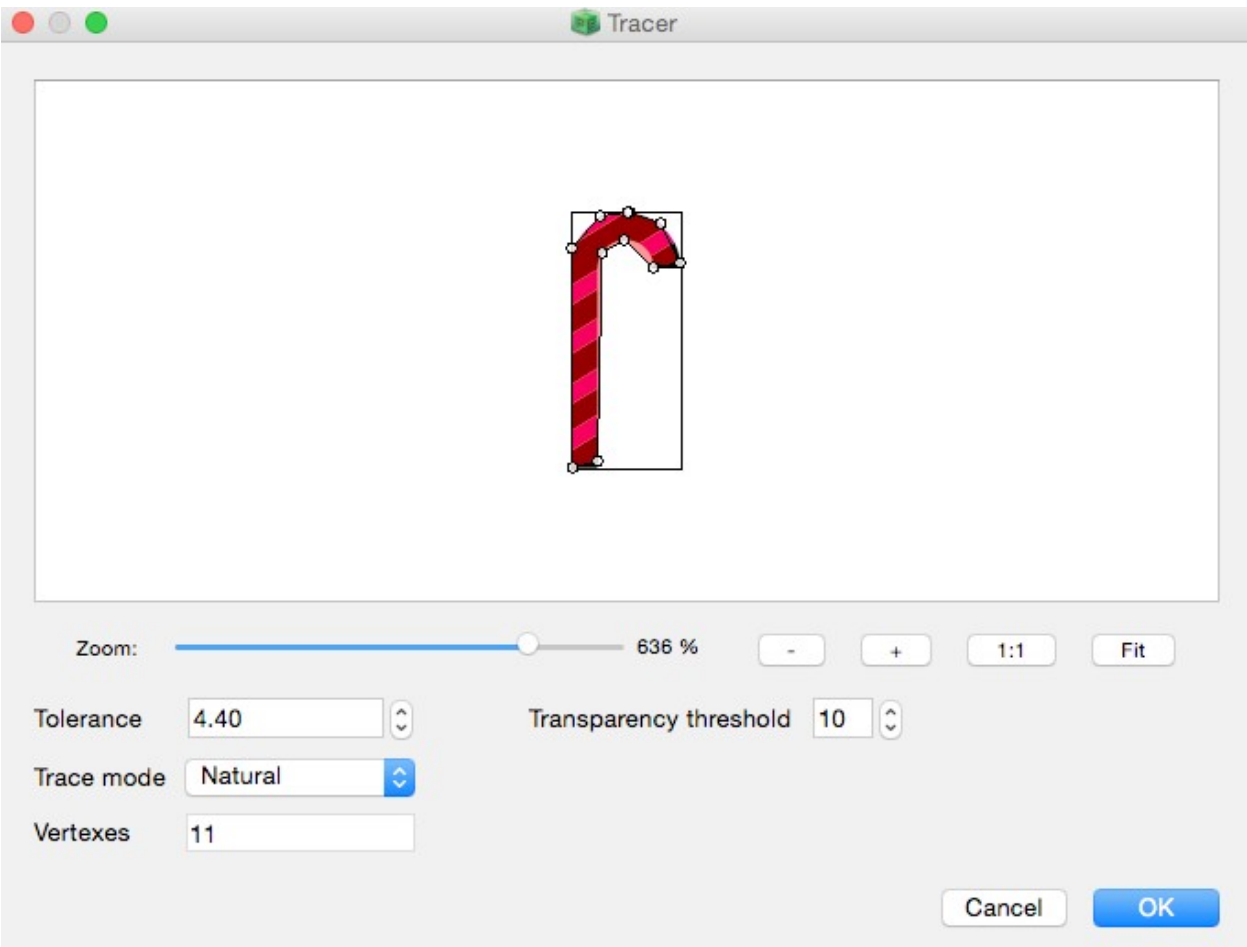 Tracer
Zoom: 636 % - + 1:1 Fit
Tolerance 4.40 Transparency threshold 10
Trace mode Natural
Vertexes 11
Cancel OK